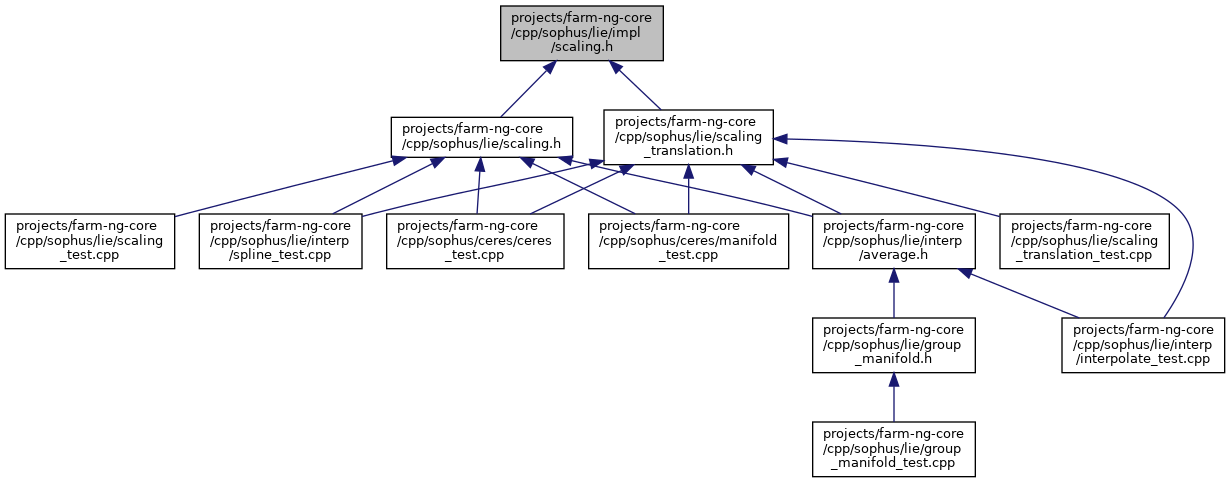 projects/farm-ng-core
/cpp/sophus/lie/impl
/scaling.h
projects/farm-ng-core
/cpp/sophus/lie/scaling.h
projects/farm-ng-core
/cpp/sophus/lie/scaling
_translation.h
projects/farm-ng-core
/cpp/sophus/lie/scaling
_test.cpp
projects/farm-ng-core
/cpp/sophus/lie/interp
/spline_test.cpp
projects/farm-ng-core
/cpp/sophus/ceres/ceres
_test.cpp
projects/farm-ng-core
/cpp/sophus/ceres/manifold
_test.cpp
projects/farm-ng-core
/cpp/sophus/lie/interp
/average.h
projects/farm-ng-core
/cpp/sophus/lie/scaling
_translation_test.cpp
projects/farm-ng-core
/cpp/sophus/lie/group
_manifold.h
projects/farm-ng-core
/cpp/sophus/lie/interp
/interpolate_test.cpp
projects/farm-ng-core
/cpp/sophus/lie/group
_manifold_test.cpp